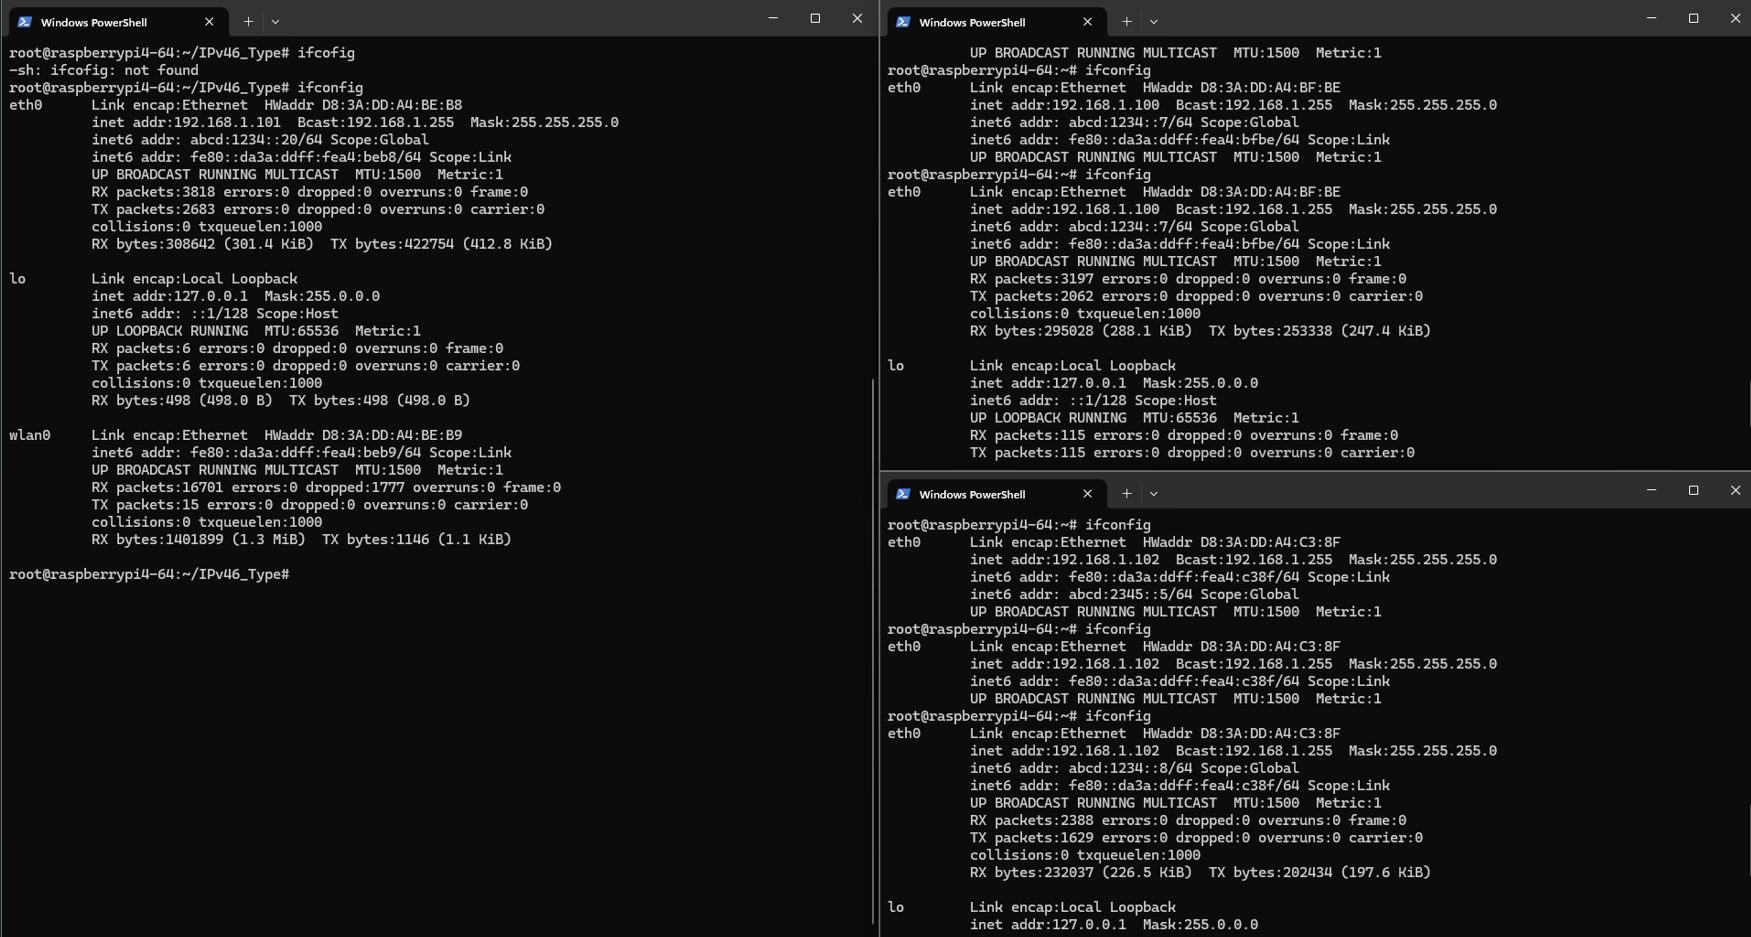 Windows PowerShell
root@raspberrypi4-64:~/IPv46_Type# ifcofig
-sh: ifcofig: not found
root@raspberrypi4-64:~/IPv46_Type# ifconfig
eth0      Link encap:Ethernet  HWaddr D8:3A:DD:A4:BE:B8
          inet addr:192.168.1.101  Bcast:192.168.1.255  Mask:255.255.255.0
          inet6 addr: abcd:1234::20/64 Scope:Global
          inet6 addr: fe80::da3a:ddff:fea4:beb8/64 Scope:Link
          UP BROADCAST RUNNING MULTICAST  MTU:1500  Metric:1
          RX packets:3818 errors:0 dropped:0 overruns:0 frame:0
          TX packets:2683 errors:0 dropped:0 overruns:0 carrier:0
          collisions:0 txqueuelen:1000
          RX bytes:308642 (301.4 KiB)  TX bytes:422754 (412.8 KiB)
lo        Link encap:Local Loopback
          inet addr:127.0.0.1  Mask:255.0.0.0
          inet6 addr: ::1/128 Scope:Host
          UP LOOPBACK RUNNING  MTU:65536  Metric:1
          RX packets:6 errors:0 dropped:0 overruns:0 frame:0
          TX packets:6 errors:0 dropped:0 overruns:0 carrier:0
          collisions:0 txqueuelen:1000
          RX bytes:498 (498.0 B)  TX bytes:498 (498.0 B)
wlan0     Link encap:Ethernet  HWaddr D8:3A:DD:A4:BE:B9
          inet6 addr: fe80::da3a:ddff:fea4:beb9/64 Scope:Link
          UP BROADCAST RUNNING MULTICAST  MTU:1500  Metric:1
          RX packets:16701 errors:0 dropped:1777 overruns:0 frame:0
          TX packets:15 errors:0 dropped:0 overruns:0 carrier:0
          collisions:0 txqueuelen:1000
          RX bytes:1401899 (1.3 MiB)  TX bytes:1146 (1.1 KiB)
root@raspberrypi4-64:~/IPv46_Type#
Windows PowerShell
          UP BROADCAST RUNNING MULTICAST  MTU:1500  Metric:1
root@raspberrypi4-64:~# ifconfig
eth0      Link encap:Ethernet  HWaddr D8:3A:DD:A4:BF:BE
          inet addr:192.168.1.100  Bcast:192.168.1.255  Mask:255.255.255.0
          inet6 addr: abcd:1234::7/64 Scope:Global
          inet6 addr: fe80::da3a:ddff:fea4:bfbe/64 Scope:Link
          UP BROADCAST RUNNING MULTICAST  MTU:1500  Metric:1
root@raspberrypi4-64:~# ifconfig
eth0      Link encap:Ethernet  HWaddr D8:3A:DD:A4:BF:BE
          inet addr:192.168.1.100  Bcast:192.168.1.255  Mask:255.255.255.0
          inet6 addr: abcd:1234::7/64 Scope:Global
          inet6 addr: fe80::da3a:ddff:fea4:bfbe/64 Scope:Link
          UP BROADCAST RUNNING MULTICAST  MTU:1500  Metric:1
          RX packets:3197 errors:0 dropped:0 overruns:0 frame:0
          TX packets:2062 errors:0 dropped:0 overruns:0 carrier:0
          collisions:0 txqueuelen:1000
          RX bytes:295028 (288.1 KiB)  TX bytes:253338 (247.4 KiB)
lo        Link encap:Local Loopback
          inet addr:127.0.0.1  Mask:255.0.0.0
          inet6 addr: ::1/128 Scope:Host
          UP LOOPBACK RUNNING  MTU:65536  Metric:1
          RX packets:115 errors:0 dropped:0 overruns:0 frame:0
          TX packets:115 errors:0 dropped:0 overruns:0 carrier:0
Windows PowerShell
root@raspberrypi4-64:~# ifconfig
eth0      Link encap:Ethernet  HWaddr D8:3A:DD:A4:C3:8F
          inet addr:192.168.1.102  Bcast:192.168.1.255  Mask:255.255.255.0
          inet6 addr: fe80::da3a:ddff:fea4:c38f/64 Scope:Link
          inet6 addr: abcd:2345::5/64 Scope:Global
          UP BROADCAST RUNNING MULTICAST  MTU:1500  Metric:1
root@raspberrypi4-64:~# ifconfig
eth0      Link encap:Ethernet  HWaddr D8:3A:DD:A4:C3:8F
          inet addr:192.168.1.102  Bcast:192.168.1.255  Mask:255.255.255.0
          inet6 addr: fe80::da3a:ddff:fea4:c38f/64 Scope:Link
          UP BROADCAST RUNNING MULTICAST  MTU:1500  Metric:1
root@raspberrypi4-64:~# ifconfig
eth0      Link encap:Ethernet  HWaddr D8:3A:DD:A4:C3:8F
          inet addr:192.168.1.102  Bcast:192.168.1.255  Mask:255.255.255.0
          inet6 addr: abcd:1234::8/64 Scope:Global
          inet6 addr: fe80::da3a:ddff:fea4:c38f/64 Scope:Link
          UP BROADCAST RUNNING MULTICAST  MTU:1500  Metric:1
          RX packets:2388 errors:0 dropped:0 overruns:0 frame:0
          TX packets:1629 errors:0 dropped:0 overruns:0 carrier:0
          collisions:0 txqueuelen:1000
          RX bytes:232037 (226.5 KiB)  TX bytes:202434 (197.6 KiB)
lo        Link encap:Local Loopback
          inet addr:127.0.0.1  Mask:255.0.0.0